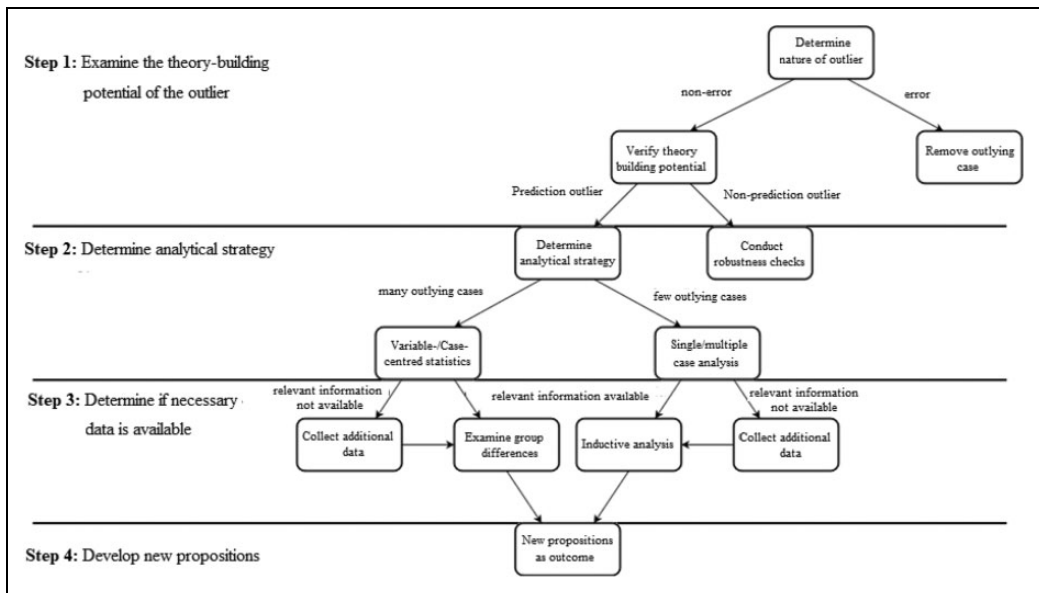 Step 1: Examine the theory-building
potential of the outlier
Determine
nature of outlier
non-error
error
Verify theory
building potential
Remove outlying
case
Prediction outlier
Non-prediction outlier
Step 2: Determine analytical strategy
Determine
analytical strategy
Conduct
robustness checks
many outlying cases
few outlying cases
Variable-/Case-
centred statistics
Single/multiple
case analysis
Step 3: Determine if necessary
data is available
relevant information
not available
relevant information available
relevant information
not available
Collect additional
data
Examine group
differences
Inductive analysis
Collect additional
data
Step 4: Develop new propositions
New propositions
as outcome